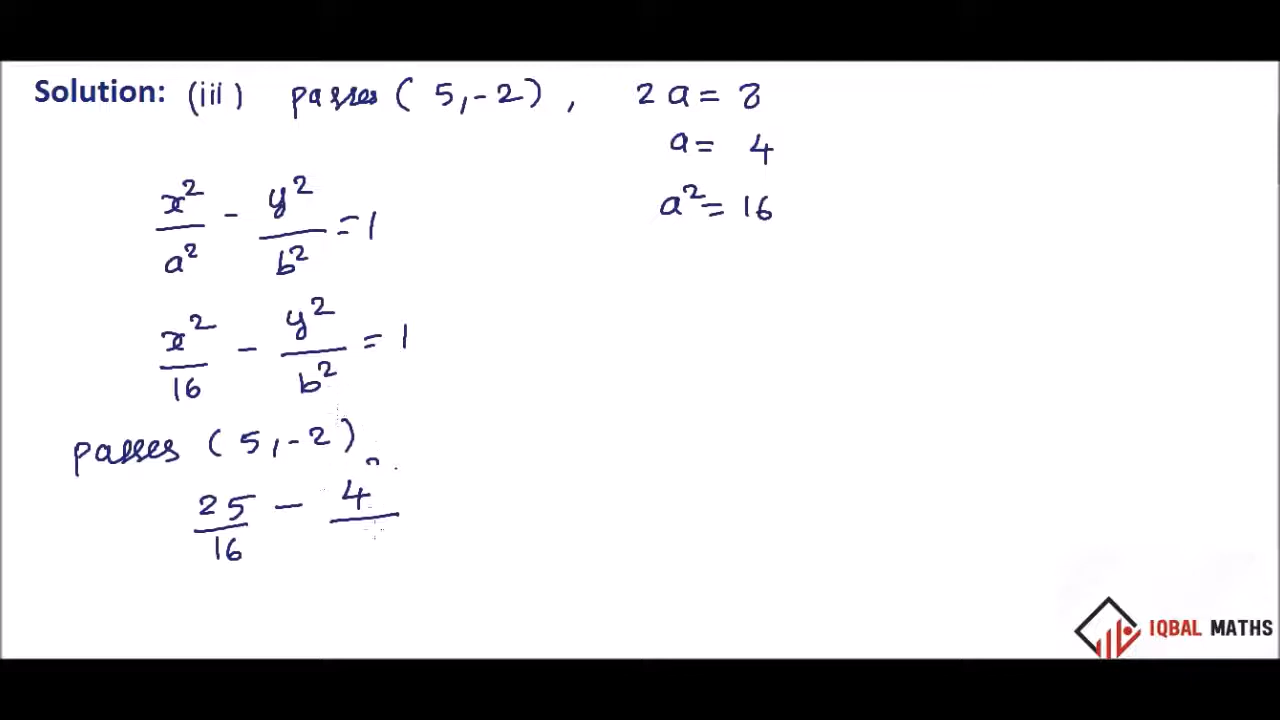 Solution: (iii) passes (5,-2), 2a = 8
a = 4
a² = 16
x²/a² - y²/b² = 1
x²/16 - y²/b² = 1
passes (5,-2)
25/16 - 4/
IQBAL MATHS